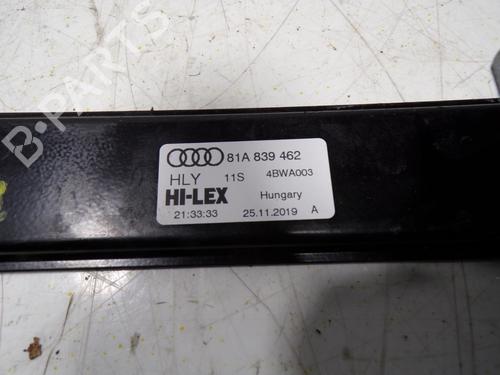 B-PARTS
81A 839 462
HLY 11S 4BWA003
HI-LEX Hungary
21:33:33 25.11.2019 A